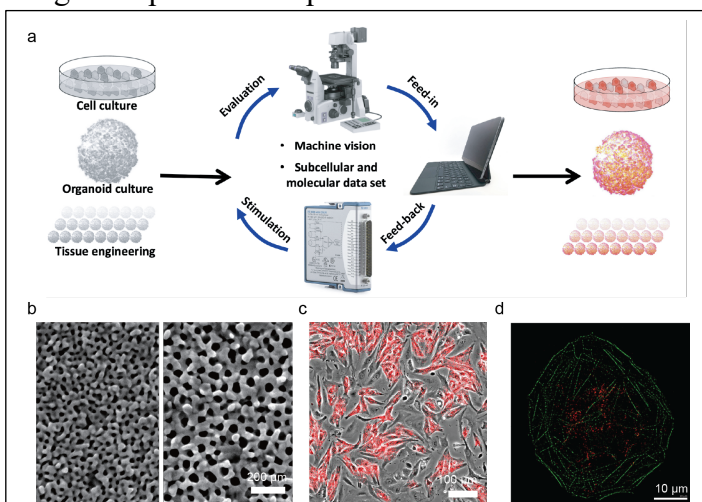 a
Cell culture
Organoid culture
Tissue engineering
Evaluation
Feed-in
• Machine vision
• Subcellular and
molecular data set
Stimulation
Feed-back
b
c
d
200 μm
100 μm
10 μm